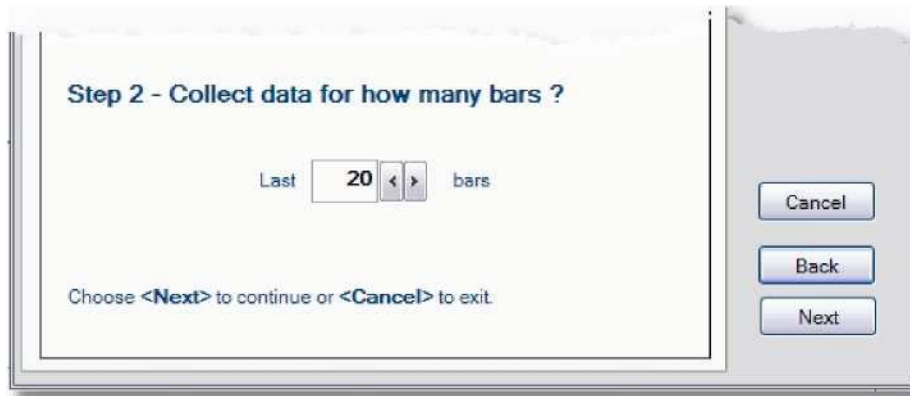 Step 2 - Collect data for how many bars ?
Last 20 < > bars
Cancel
Back
Choose <Next> to continue or <Cancel> to exit.
Next